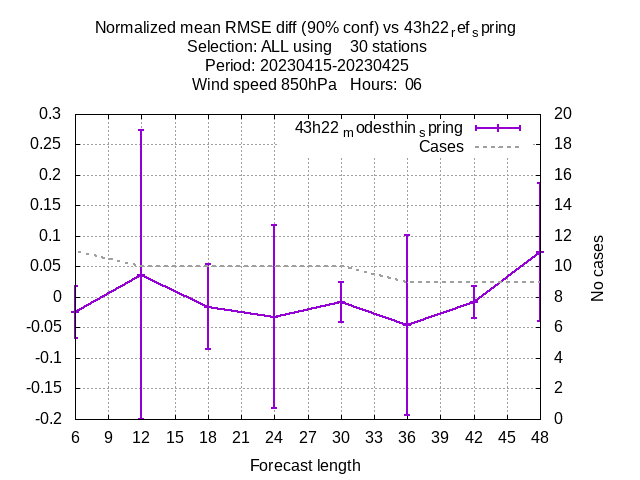 Normalized mean RMSE diff (90% conf) vs 43h22refspring
Selection: ALL using 30 stations
Period: 20230415-20230425
Wind speed 850hPa Hours: 06
43h22modesthinspring
Cases
0.3
0.25
0.2
0.15
0.1
0.05
0
-0.05
-0.1
-0.15
-0.2
20
18
16
14
12
10
8
6
4
2
0
No cases
6 9 12 15 18 21 24 27 30 33 36 39 42 45 48
Forecast length